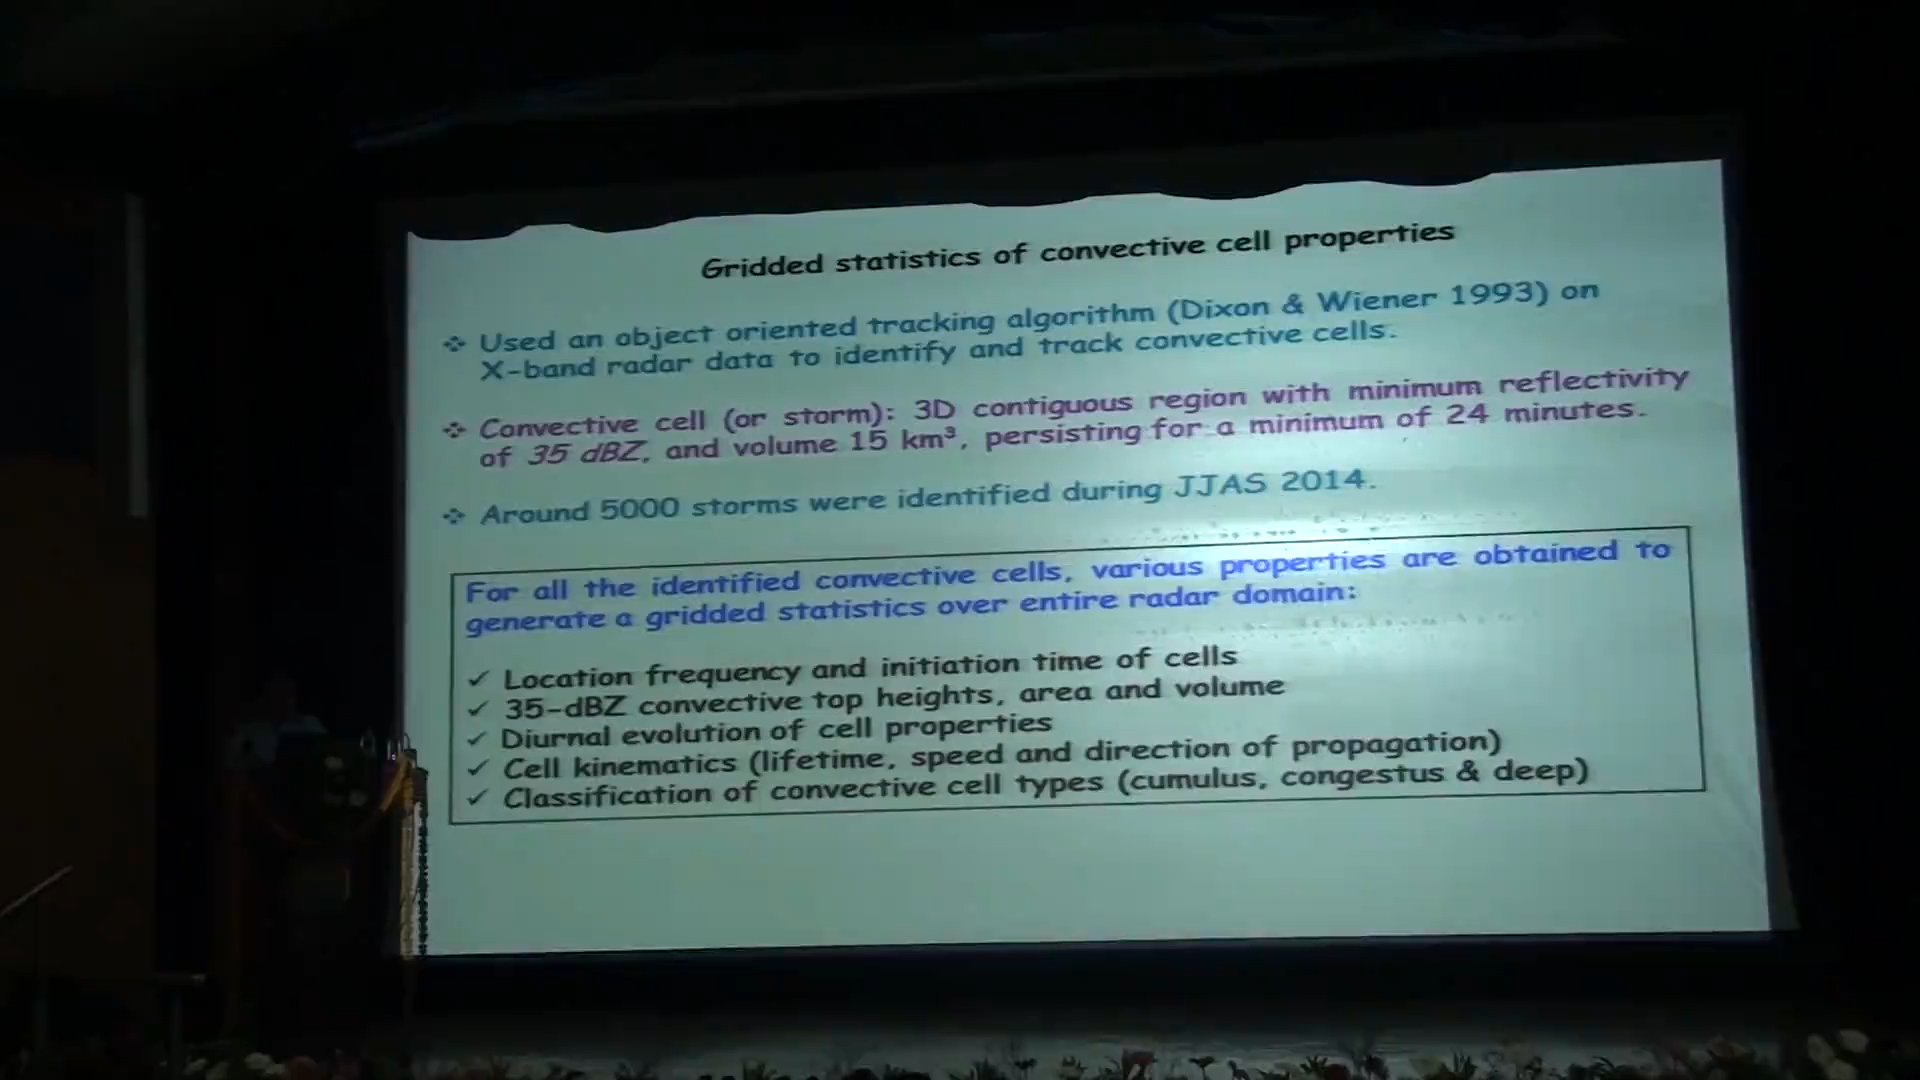 Gridded statistics of convective cell properties
❖ Used an object oriented tracking algorithm (Dixon & Wiener 1993) on
X-band radar data to identify and track convective cells.
❖ Convective cell (or storm): 3D contiguous region with minimum reflectivity
of 35 dBZ, and volume 15 km³, persisting for a minimum of 24 minutes.
❖ Around 5000 storms were identified during JJAS 2014.
For all the identified convective cells, various properties are obtained to
generate a gridded statistics over entire radar domain:
✓ Location frequency and initiation time of cells
✓ 35-dBZ convective top heights, area and volume
✓ Diurnal evolution of cell properties
✓ Cell kinematics (lifetime, speed and direction of propagation)
✓ Classification of convective cell types (cumulus, congestus & deep)